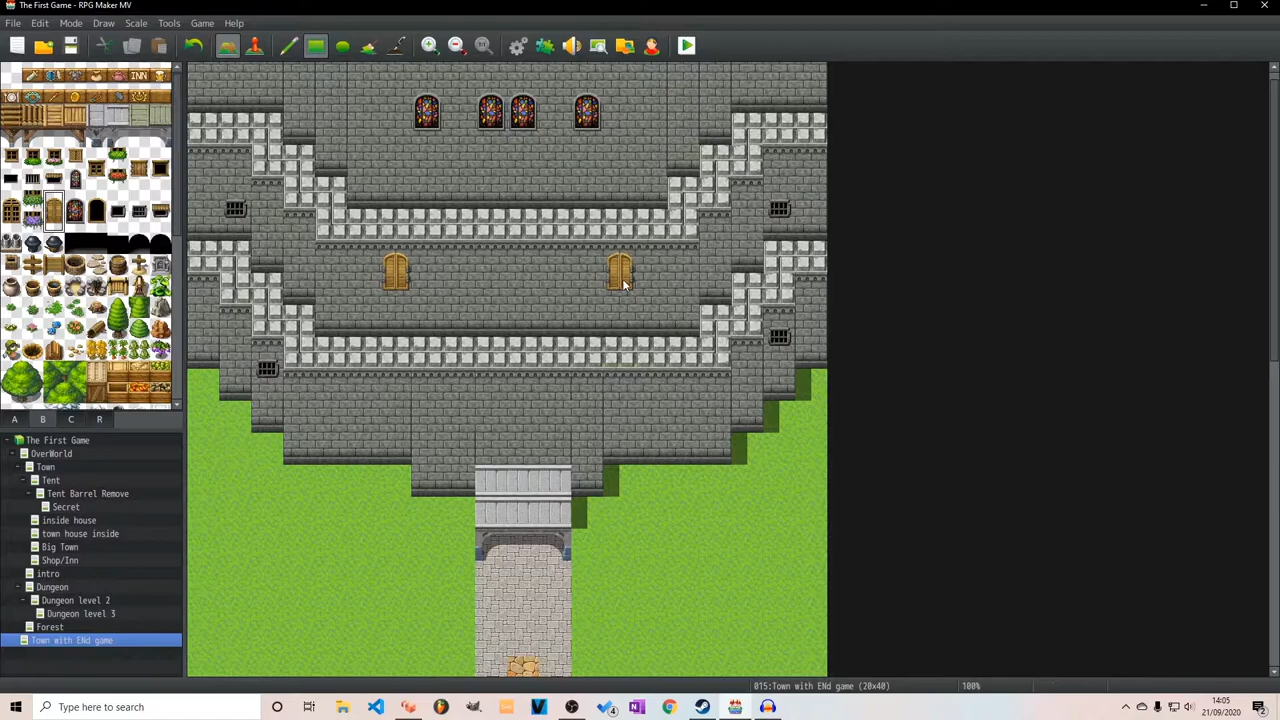 The First Game - RPG Maker MV
File Edit Mode Draw Scale Tools Game Help
1:1
INN
A B C R
The First Game
OverWorld
Town
Tent
Tent Barrel Remove
Secret
inside house
town house inside
Big Town
Shop/Inn
intro
Dungeon
Dungeon level 2
Dungeon level 3
Forest
Town with ENd game
015:Town with ENd game (20x40) 100%
Type here to search
14:05
21/09/2020